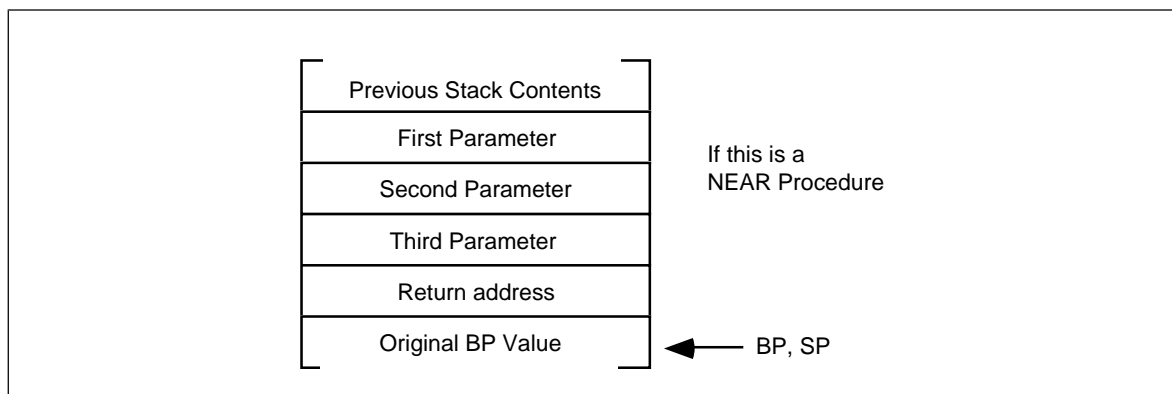 Previous Stack Contents
First Parameter
Second Parameter
Third Parameter
Return address
Original BP Value
If this is a
NEAR Procedure
BP, SP